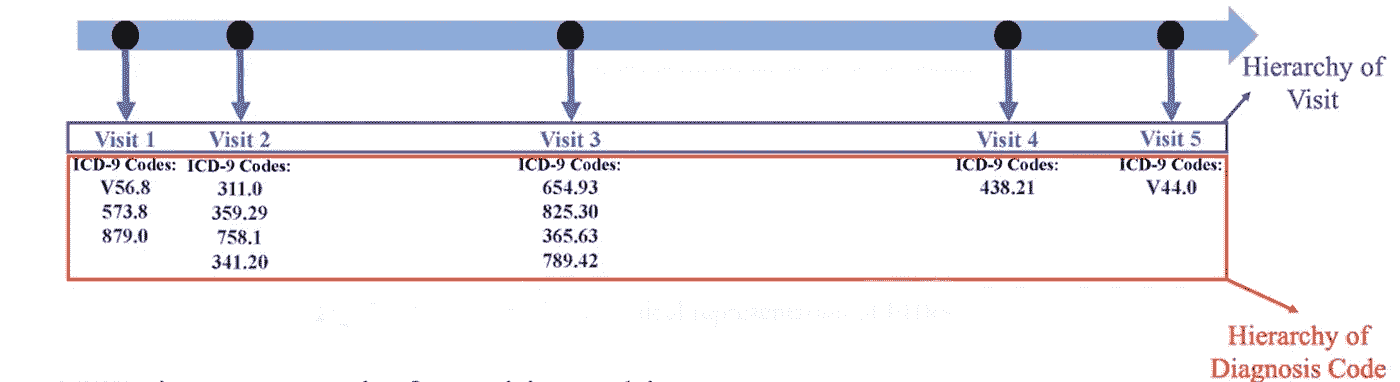 Hierarchy of
Visit
Visit 1 Visit 2 Visit 3 Visit 4 Visit 5
ICD-9 Codes: ICD-9 Codes: ICD-9 Codes: ICD-9 Codes: ICD-9 Codes:
V56.8 311.0 654.93 438.21 V44.0
573.8 359.29 825.30
879.0 758.1 365.63
341.20 789.42
Hierarchy of
Diagnosis Code